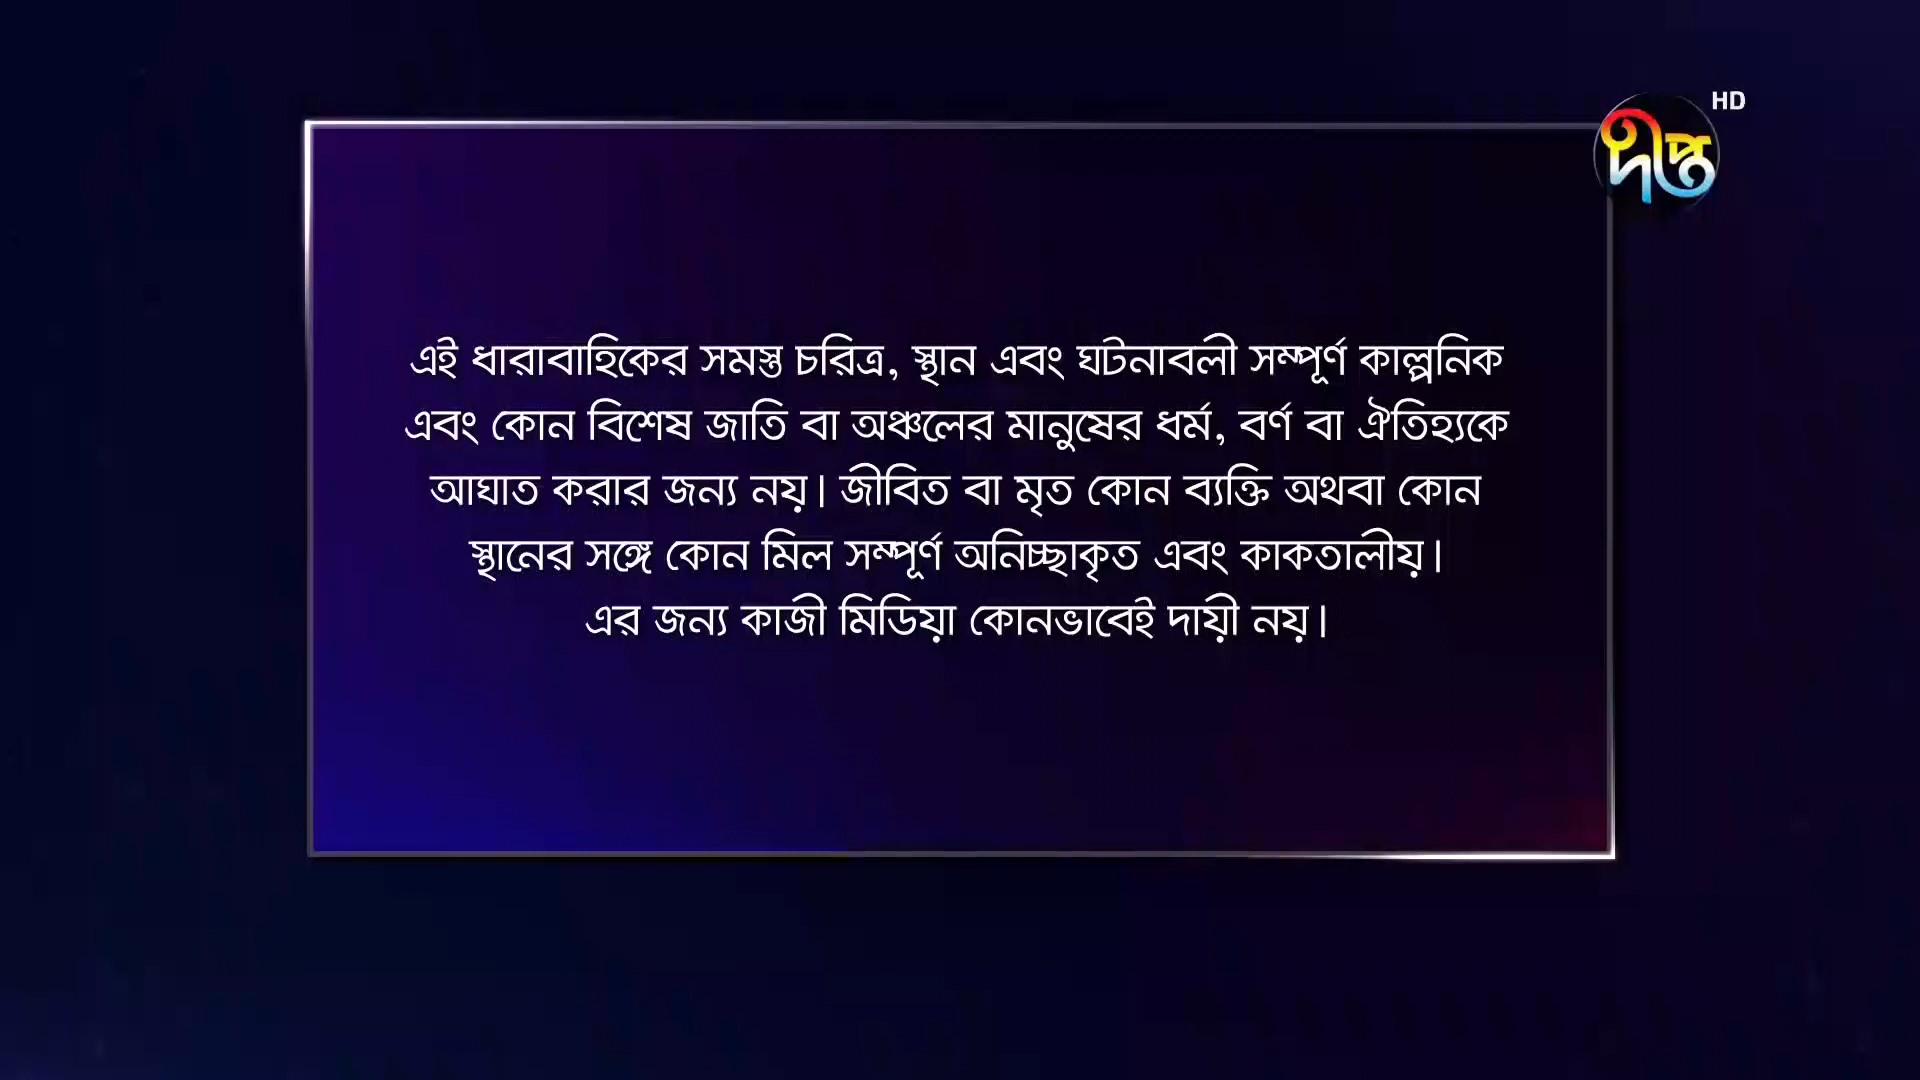 HD
দীপ্ত
এই ধারাবাহিকের সমস্ত চরিত্র, স্থান এবং ঘটনাবলী সম্পূর্ণ কাল্পনিক
এবং কোন বিশেষ জাতি বা অঞ্চলের মানুষের ধর্ম, বর্ণ বা ঐতিহ্যকে
আঘাত করার জন্য নয়। জীবিত বা মৃত কোন ব্যক্তি অথবা কোন
স্থানের সঙ্গে কোন মিল সম্পূর্ণ অনিচ্ছাকৃত এবং কাকতালীয়।
এর জন্য কাজী মিডিয়া কোনভাবেই দায়ী নয়।